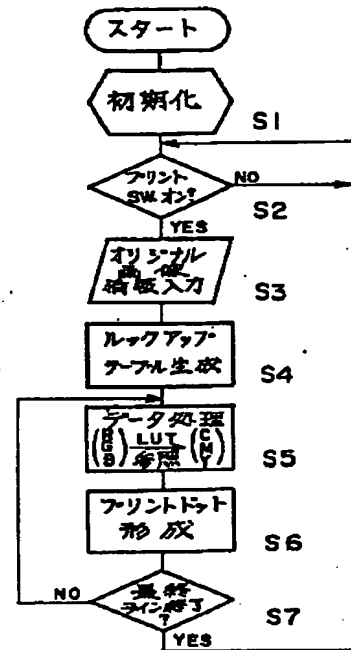 スタート
初期化
S1
プリント
SWオン?
NO
S2
YES
オリジナル
画像
情報入力
S3
ルックアップ
テーブル生成
S4
データ処理
(R G B) LUT 参照 (C M Y)
S5
プリントドット
形成
S6
最終
ライン終了
?
NO
S7
YES